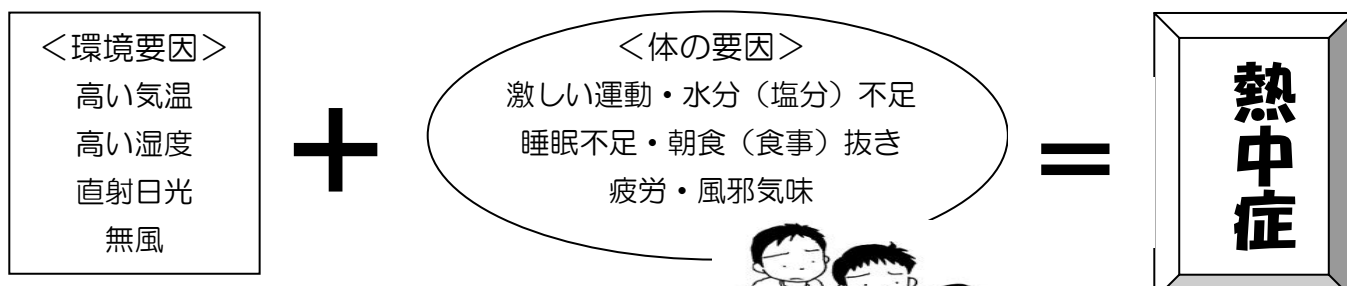 ＜環境要因＞
高い気温
高い湿度
直射日光
無風
＋
＜体の要因＞
激しい運動・水分（塩分）不足
睡眠不足・朝食（食事）抜き
疲労・風邪気味
＝
熱中症